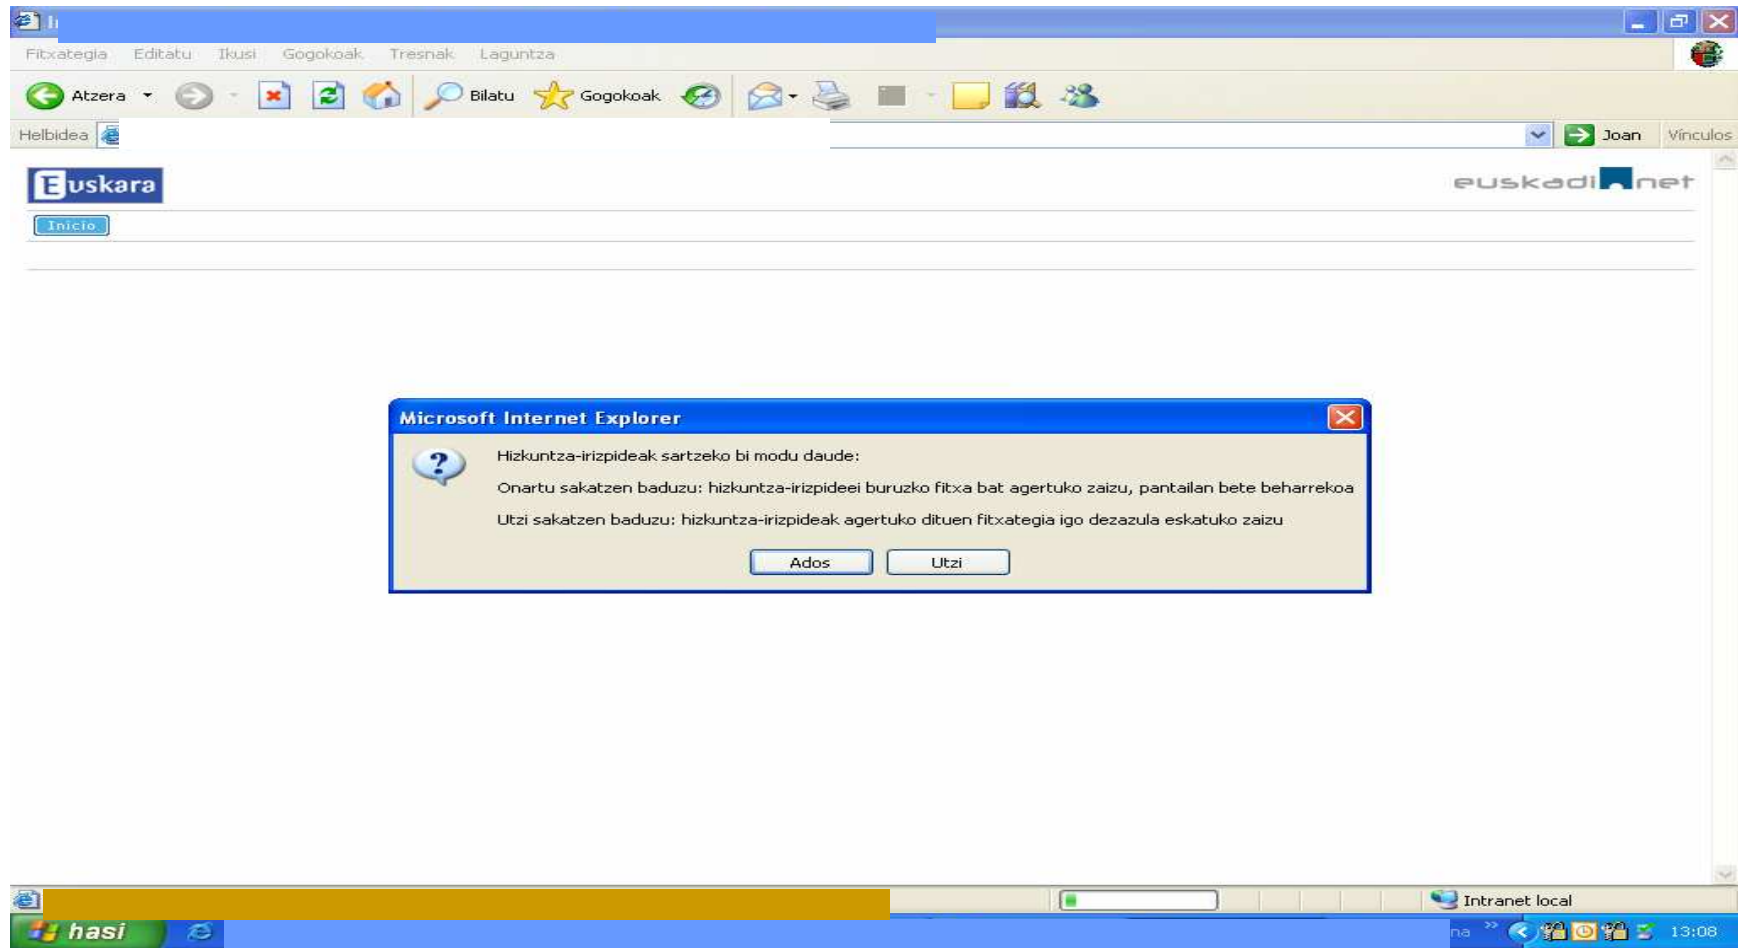 Fitxategia Editatu Ikusi Gogokoak Tresnak Laguntza
Atzera Bilatu Gogokoak
Helbidea Joan Vínculos
Euskara euskadi.net
Inicio
Microsoft Internet Explorer
Hizkuntza-irizpideak sartzeko bi modu daude:
Onartu sakatzen baduzu: hizkuntza-irizpideei buruzko fitxa bat agertuko zaizu, pantailan bete beharrekoa
Utzi sakatzen baduzu: hizkuntza-irizpideak agertuko dituen fitxategia igo dezazula eskatuko zaizu
Ados Utzi
Intranet local
hasi na » 13:08